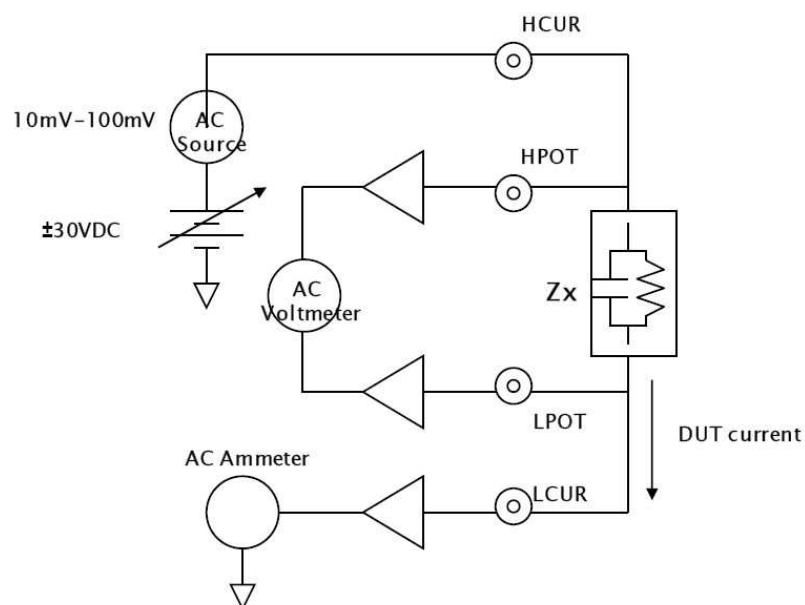 HCUR
10mV-100mV
AC
Source
HPOT
±30VDC
AC
Voltmeter
Zx
LPOT
DUT current
AC Ammeter
LCUR